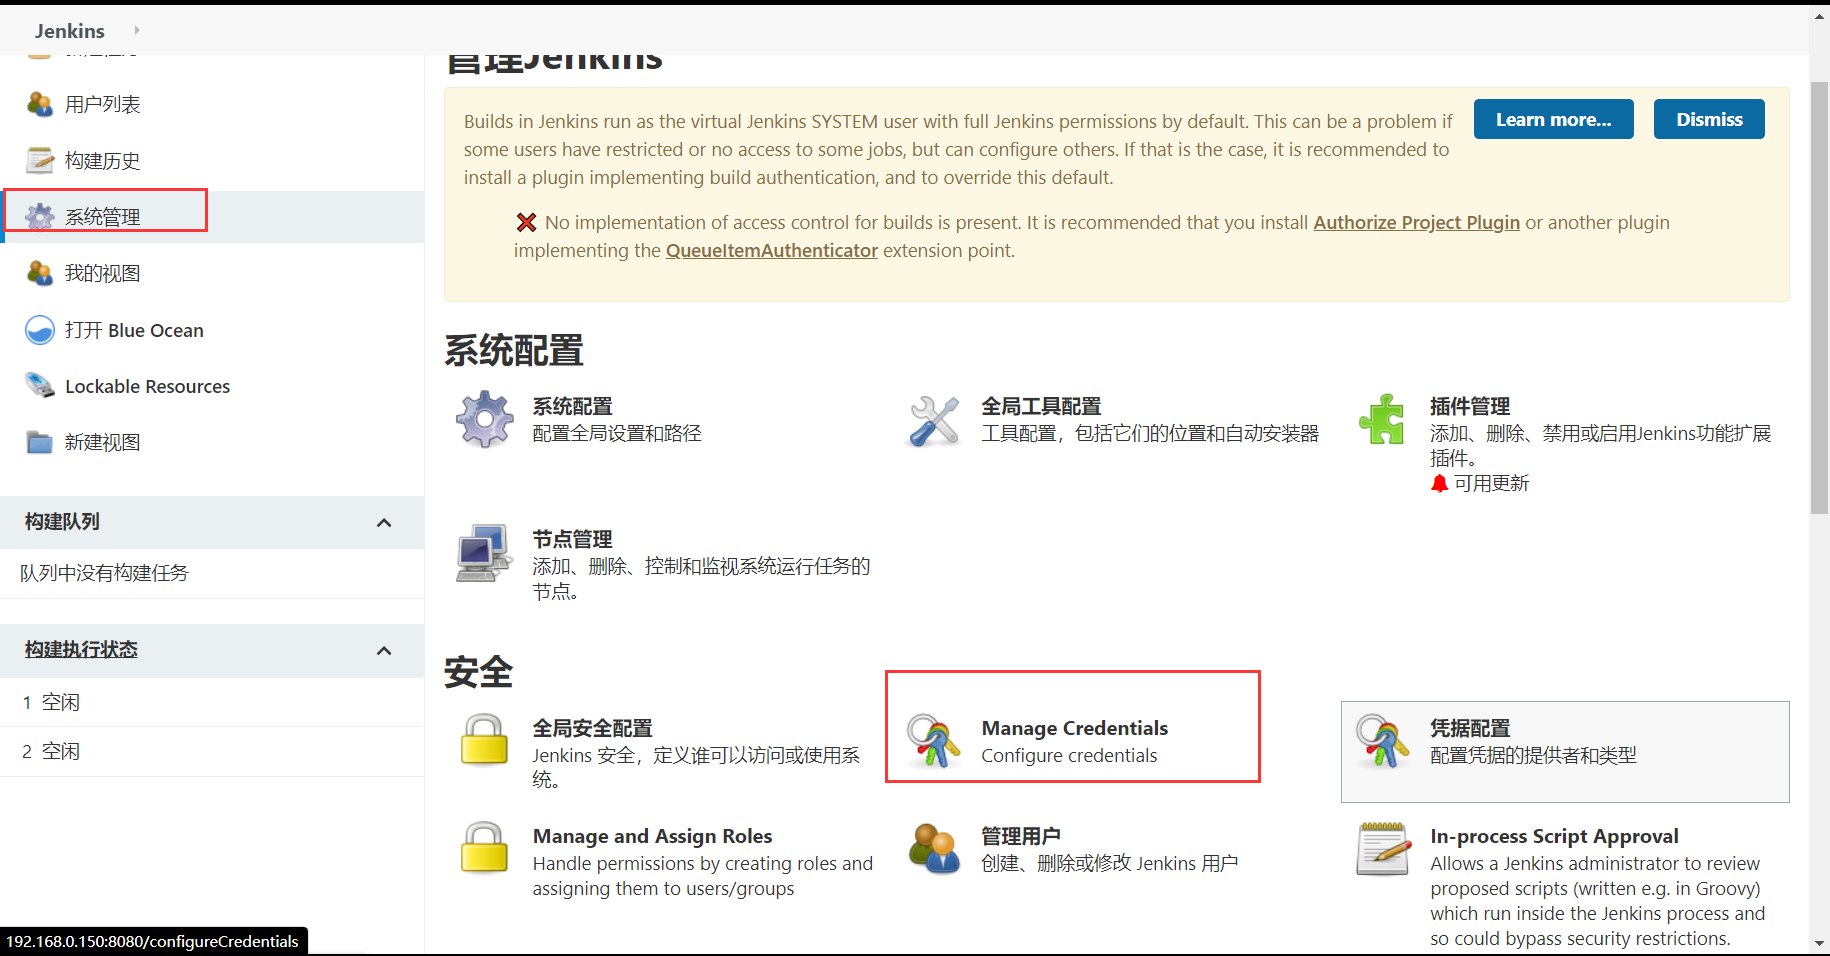 Jenkins
管理Jenkins
用户列表
构建历史
系统管理
我的视图
打开 Blue Ocean
Lockable Resources
新建视图
构建队列
队列中没有构建任务
构建执行状态
1 空闲
2 空闲
Builds in Jenkins run as the virtual Jenkins SYSTEM user with full Jenkins permissions by default. This can be a problem if
some users have restricted or no access to some jobs, but can configure others. If that is the case, it is recommended to
install a plugin implementing build authentication, and to override this default.
Learn more...
Dismiss
No implementation of access control for builds is present. It is recommended that you install Authorize Project Plugin or another plugin
implementing the QueueItemAuthenticator extension point.
系统配置
系统配置
配置全局设置和路径
全局工具配置
工具配置，包括它们的位置和自动安装器
插件管理
添加、删除、禁用或启用Jenkins功能扩展
插件。
可用更新
节点管理
添加、删除、控制和监视系统运行任务的
节点。
安全
全局安全配置
Jenkins 安全，定义谁可以访问或使用系
统。
Manage Credentials
Configure credentials
凭据配置
配置凭据的提供者和类型
Manage and Assign Roles
Handle permissions by creating roles and
assigning them to users/groups
管理用户
创建、删除或修改 Jenkins 用户
In-process Script Approval
Allows a Jenkins administrator to review
proposed scripts (written e.g. in Groovy)
which run inside the Jenkins process and
so could bypass security restrictions.
192.168.0.150:8080/configureCredentials